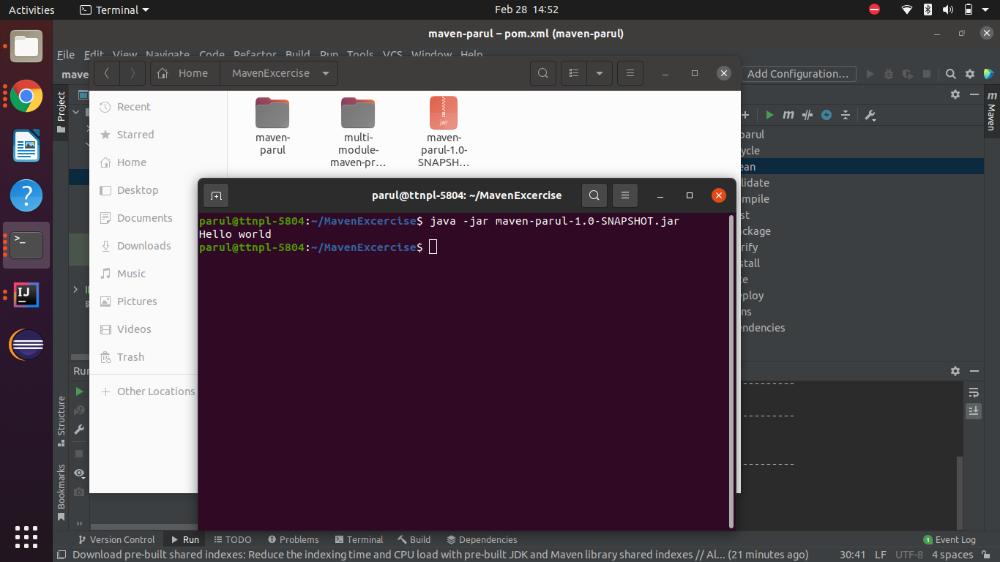 Activities
Terminal
Feb 28 14:52
maven-parul – pom.xml (maven-parul)
File Edit View Navigate Code Refactor Build Run Tools VCS Window Help
mave
Home
MavenExcercise
Add Configuration...
Project
Maven
Recent
Starred
Home
Desktop
Documents
Downloads
Music
Pictures
Videos
Trash
Other Locations
maven-
parul
multi-
module-
maven-pr...
jar
maven-
parul-1.0-
SNAPSH...
parul
ycle
ean
lidate
mpile
st
ckage
rify
stall
te
eploy
ns
endencies
parul@ttnpl-5804: ~/MavenExcercise
parul@ttnpl-5804:~/MavenExcercise$ java -jar maven-parul-1.0-SNAPSHOT.jar
Hello world
parul@ttnpl-5804:~/MavenExcercise$
Run
---------
---------
---------
Structure
Bookmarks
Version Control
Run
TODO
Problems
Terminal
Build
Dependencies
1 Event Log
Download pre-built shared indexes: Reduce the indexing time and CPU load with pre-built JDK and Maven library shared indexes // Al... (21 minutes ago)
30:41 LF UTF-8 4 spaces